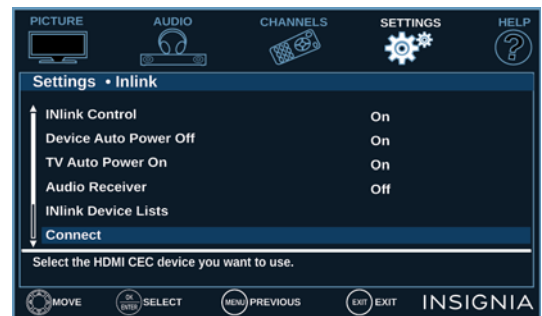 PICTURE AUDIO CHANNELS SETTINGS HELP
Settings • Inlink
INlink Control On
Device Auto Power Off On
TV Auto Power On On
Audio Receiver Off
INlink Device Lists
Connect
Select the HDMI CEC device you want to use.
MOVE OK ENTER SELECT MENU PREVIOUS EXIT EXIT INSIGNIA